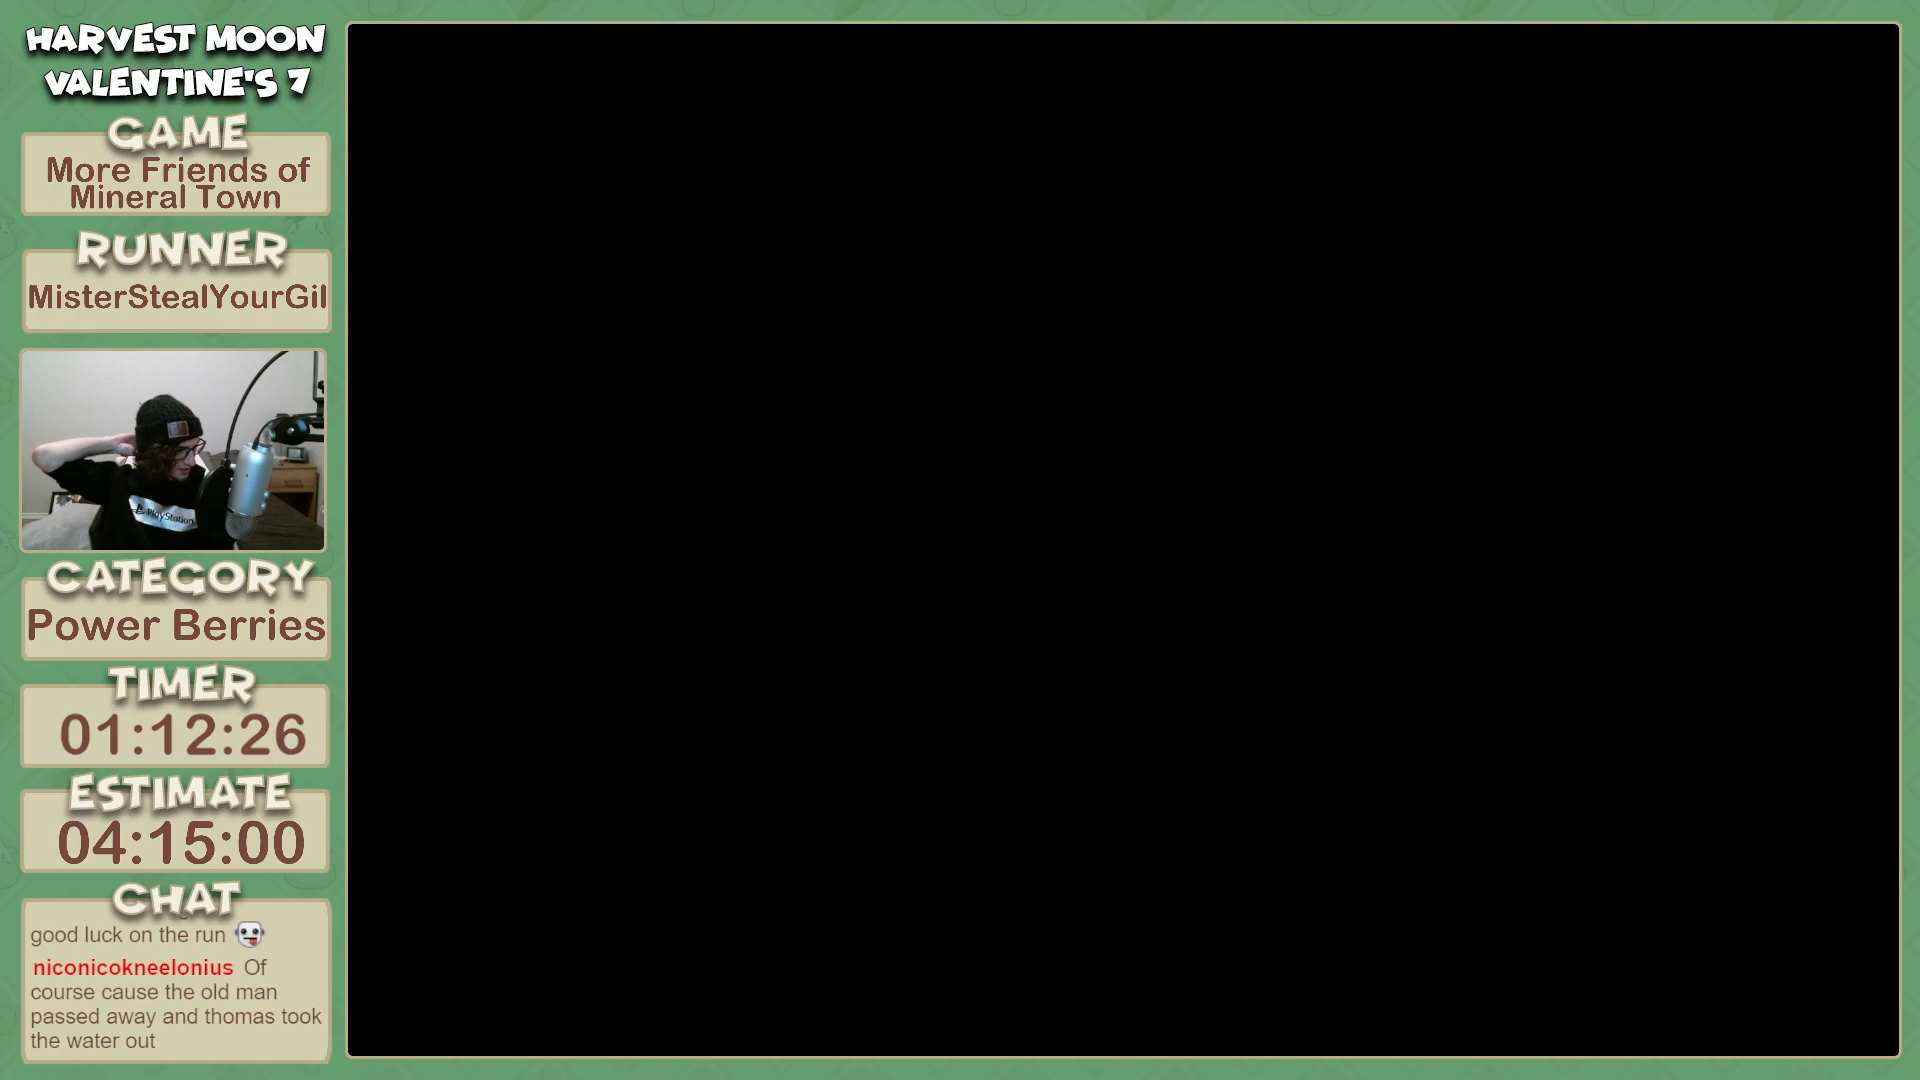 HARVEST MOON
VALENTINE'S 7
GAME
More Friends of
Mineral Town
RUNNER
MisterStealYourGil
PlayStation
CATEGORY
Power Berries
TIMER
01:12:26
ESTIMATE
04:15:00
CHAT
good luck on the run
niconicokneelonius Of
course cause the old man
passed away and thomas took
the water out